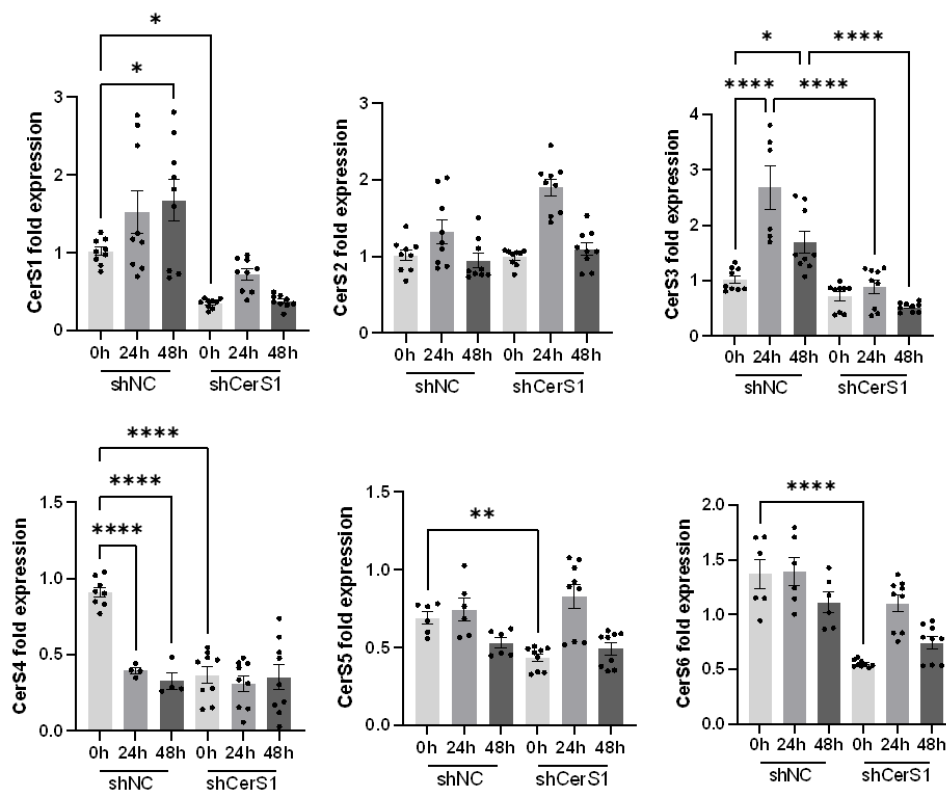 *
*
CerS1 fold expression
3
2
1
0
0h 24h 48h 0h 24h 48h
shNC shCerS1
CerS2 fold expression
3
2
1
0
0h 24h 48h 0h 24h 48h
shNC shCerS1
* ****
**** ****
CerS3 fold expression
4
3
2
1
0
0h 24h 48h 0h 24h 48h
shNC shCerS1
****
****
****
CerS4 fold expression
1.5
1.0
0.5
0.0
0h 24h 48h 0h 24h 48h
shNC shCerS1
**
CerS5 fold expression
1.5
1.0
0.5
0.0
0h 24h 48h 0h 24h 48h
shNC shCerS1
****
CerS6 fold expression
2.0
1.5
1.0
0.5
0.0
0h 24h 48h 0h 24h 48h
shNC shCerS1